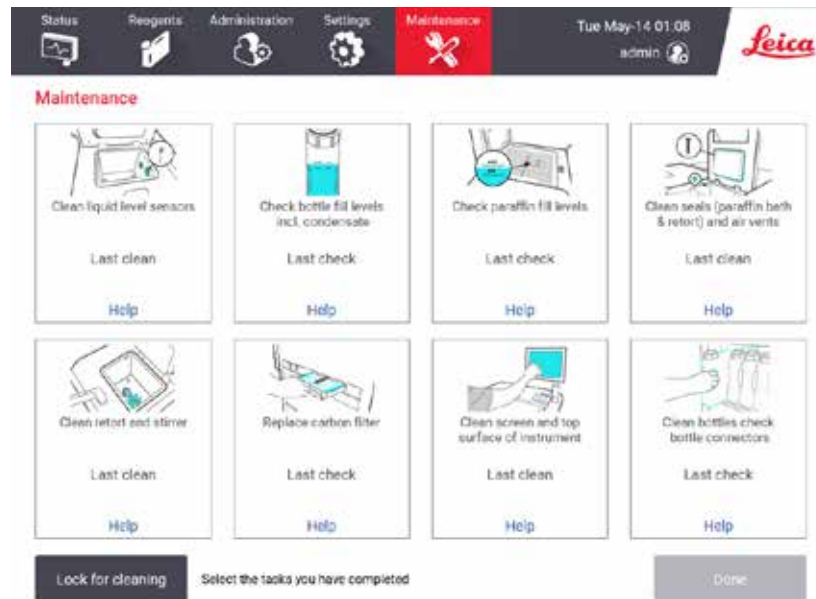 Status Reagents Administration Settings Maintenance Tue May-14 01:08
admin Leica
Maintenance
Clean liquid level sensors
Last clean
Help
Check bottle fill levels
incl. condensate
Last check
Help
Check paraffin fill levels
Last check
Help
Clean seals (paraffin bath
& retort) and air vents
Last clean
Help
Clean retort and stirrer
Last clean
Help
Replace carbon filter
Last check
Help
Clean screen and top
surface of instrument
Last clean
Help
Clean bottles check
bottle connectors
Last check
Help
Lock for cleaning Select the tasks you have completed Done